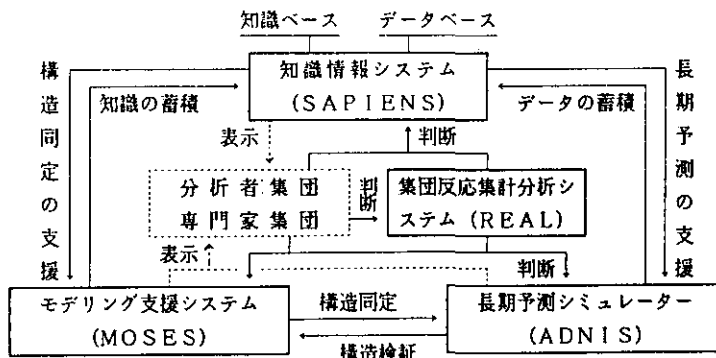 知識ベース
データベース
知識情報システム
(SAPIENS)
構造同定の支援
長期予測の支援
知識の蓄積
データの蓄積
表示
判断
分析者集団
専門家集団
判断
集団反応集計分析シ
ステム(REAL)
表示
判断
モデリング支援システム
(MOSES)
構造同定
構造検証
長期予測シミュレーター
(ADNIS)